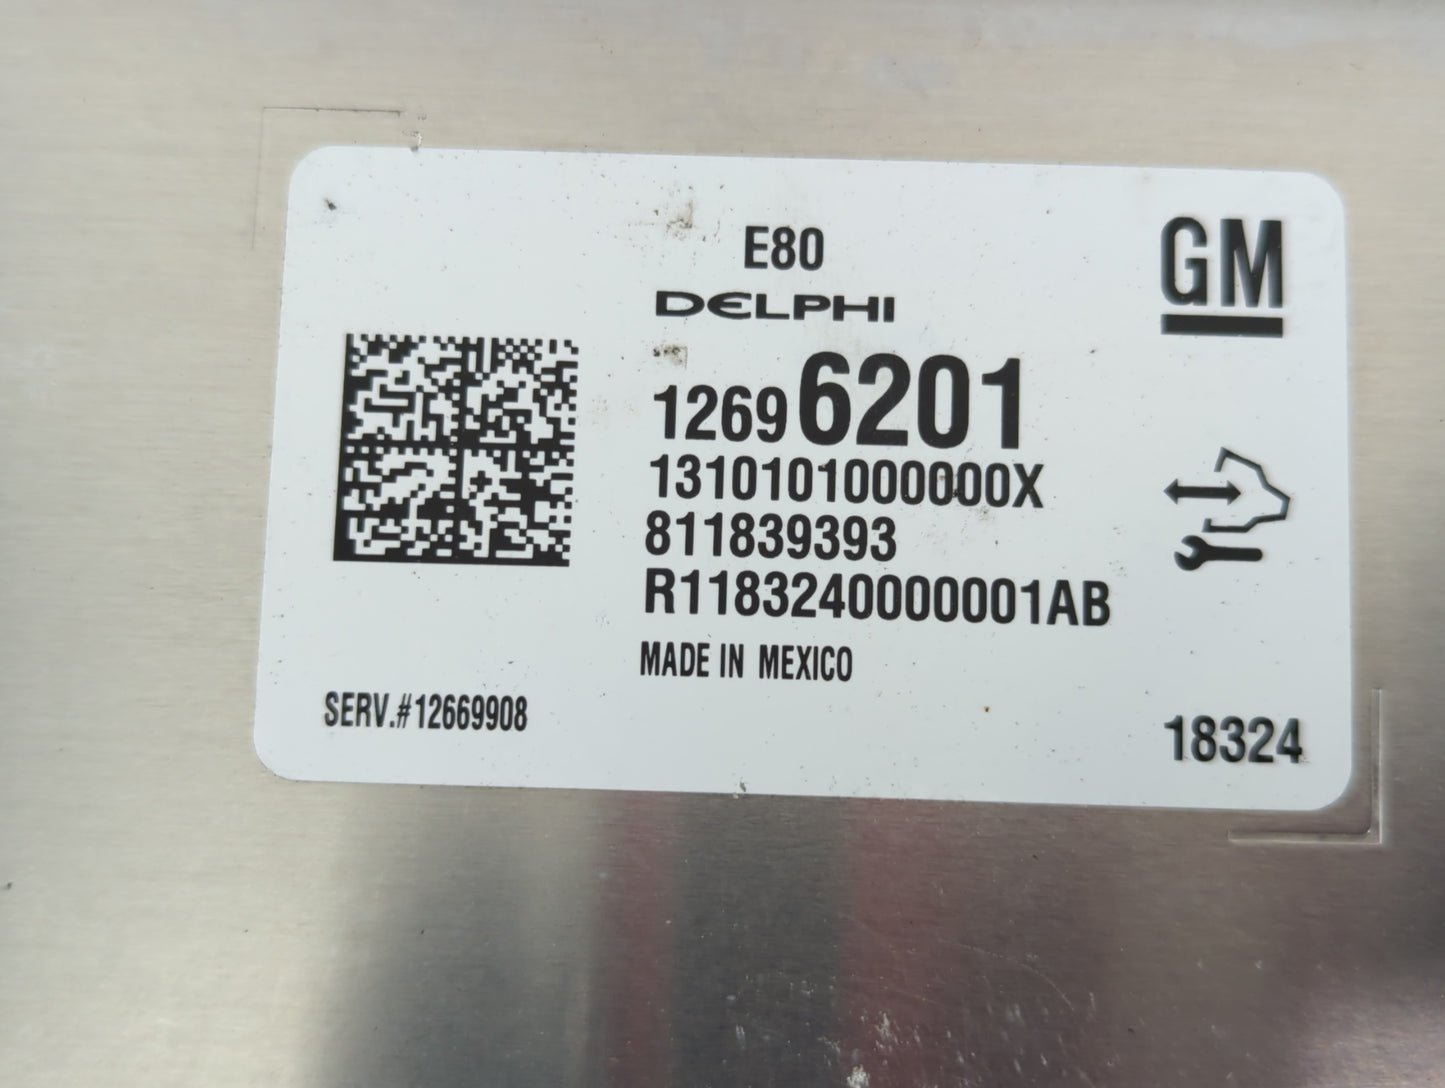 E80
GM
DELPHI
12696201
1310101000000X
811839393
R1183240000001AB
MADE IN MEXICO
SERV.#12669908
18324